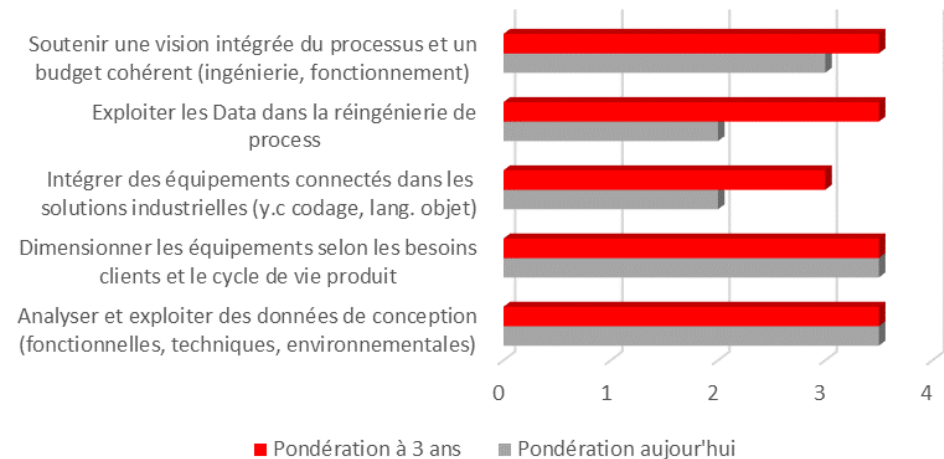 Soutenir une vision intégrée du processus et un
budget cohérent (ingénierie, fonctionnement)
Exploiter les Data dans la réingénierie de
process
Intégrer des équipements connectés dans les
solutions industrielles (y.c codage, lang. objet)
Dimensionner les équipements selon les besoins
clients et le cycle de vie produit
Analyser et exploiter des données de conception
(fonctionnelles, techniques, environnementales)
0 1 2 3 4
Pondération à 3 ans Pondération aujourd'hui